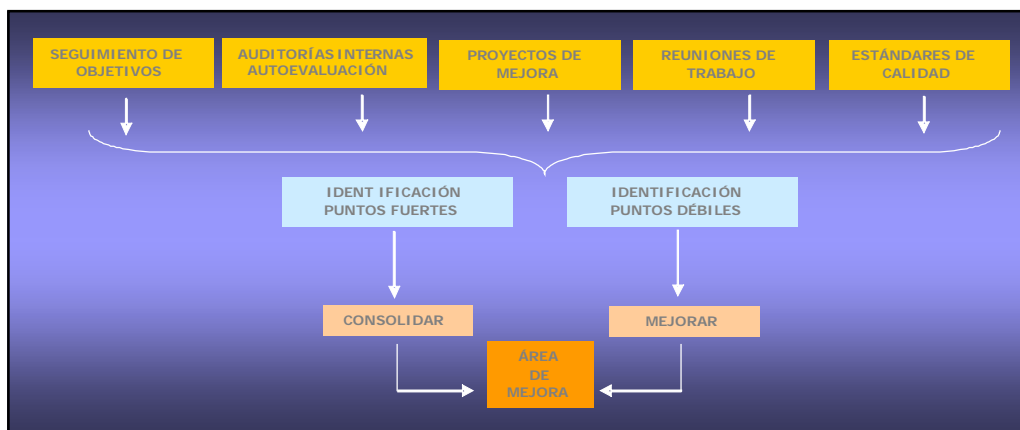 SEGUIMIENTO DE
OBJETIVOS
AUDITORÍAS INTERNAS
AUTOEVALUACIÓN
PROYECTOS DE
MEJORA
REUNIONES DE
TRABAJO
ESTÁNDARES DE
CALIDAD
IDENT IFICACIÓN
PUNTOS FUERTES
IDENTIFICACIÓN
PUNTOS DÉBILES
CONSOLIDAR
MEJORAR
ÁREA
DE
MEJORA